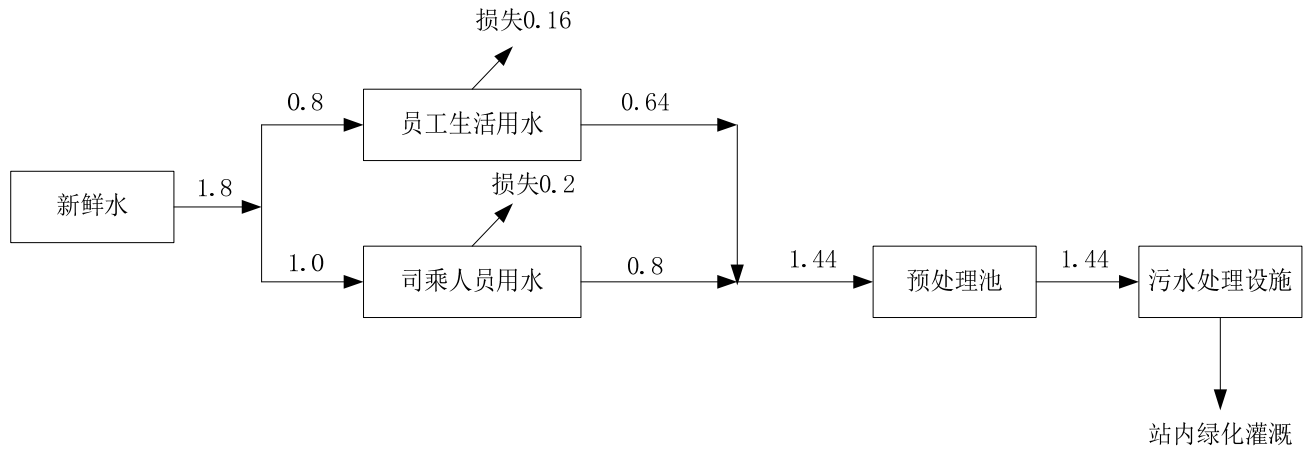 损失0.16
0.8
员工生活用水
0.64
新鲜水
1.8
损失0.2
1.0
司乘人员用水
0.8
1.44
预处理池
1.44
污水处理设施
站内绿化灌溉